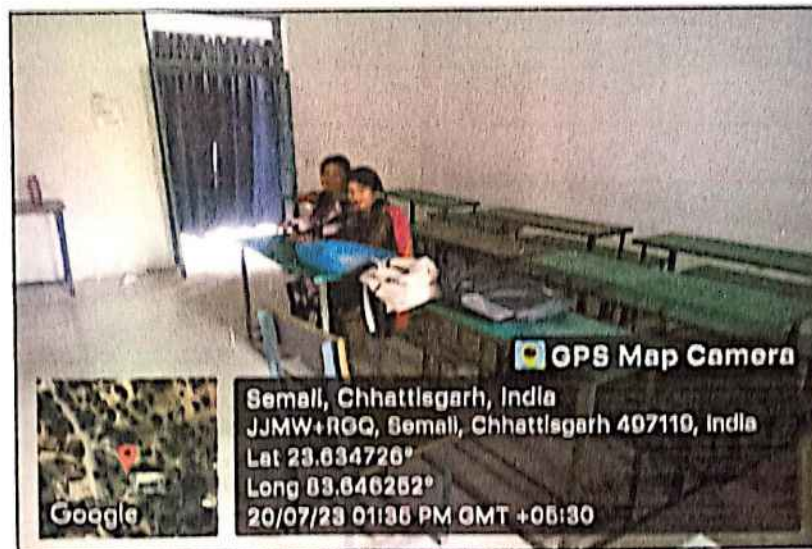 GPS Map Camera
Semali, Chhattisgarh, India
JJMW+RGQ, Semali, Chhattisgarh 497119, India
Lat 23.634726°
Long 83.646252°
20/07/23 01:35 PM GMT +05:30
Google